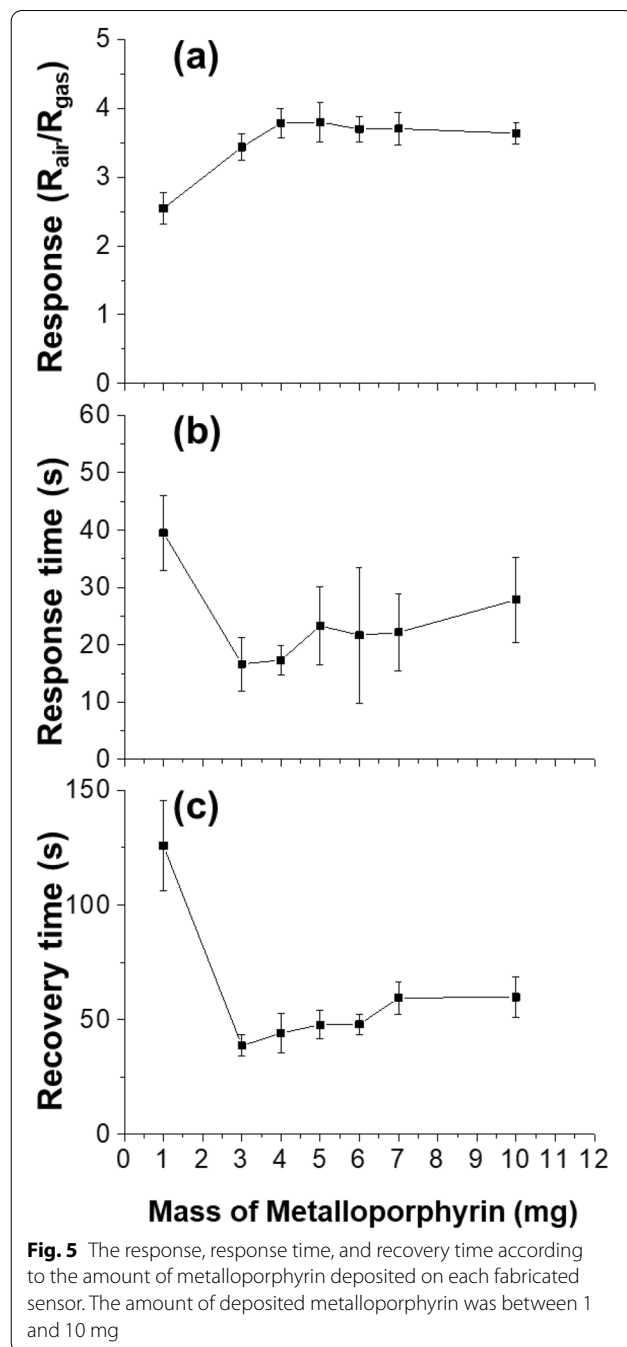 (a)
Response (R_air/R_gas)
5
4
3
2
1
0
(b)
Response time (s)
60
50
40
30
20
10
0
(c)
Recovery time (s)
150
100
50
0
0 1 2 3 4 5 6 7 8 9 10 11 12
Mass of Metalloporphyrin (mg)
Fig. 5 The response, response time, and recovery time according
to the amount of metalloporphyrin deposited on each fabricated
sensor. The amount of deposited metalloporphyrin was between 1
and 10 mg